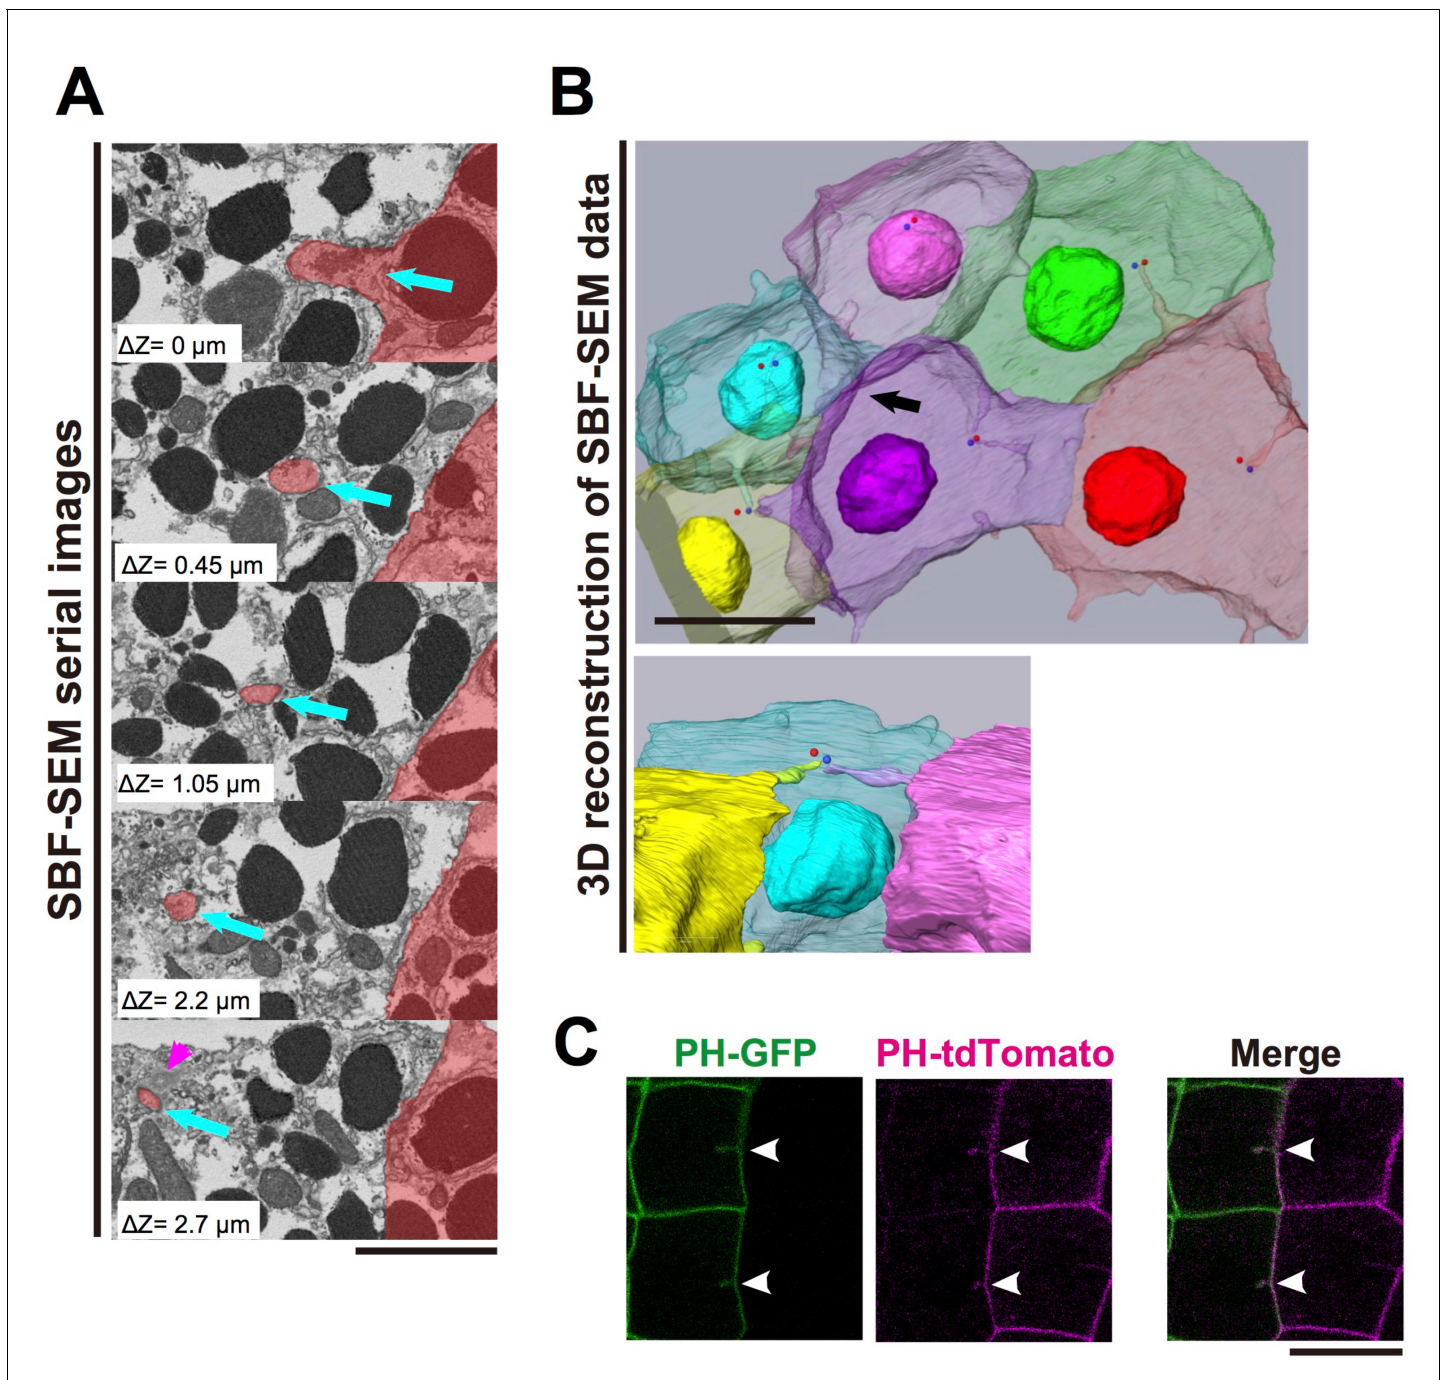 A
B
SBF-SEM serial images
ΔZ= 0 µm
ΔZ= 0.45 µm
ΔZ= 1.05 µm
ΔZ= 2.2 µm
ΔZ= 2.7 µm
3D reconstruction of SBF-SEM data
C
PH-GFP
PH-tdTomato
Merge